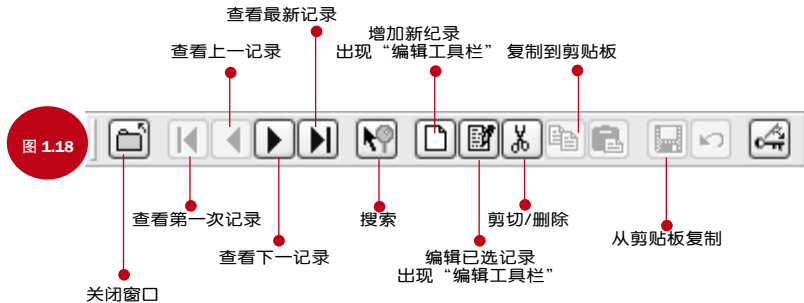 查看最新记录
增加新纪录
查看上一记录
出现“编辑工具栏”
复制到剪贴板
图 1.18
查看第一次记录
搜索
剪切/删除
从剪贴板复制
查看下一记录
编辑已选记录
出现“编辑工具栏”
关闭窗口